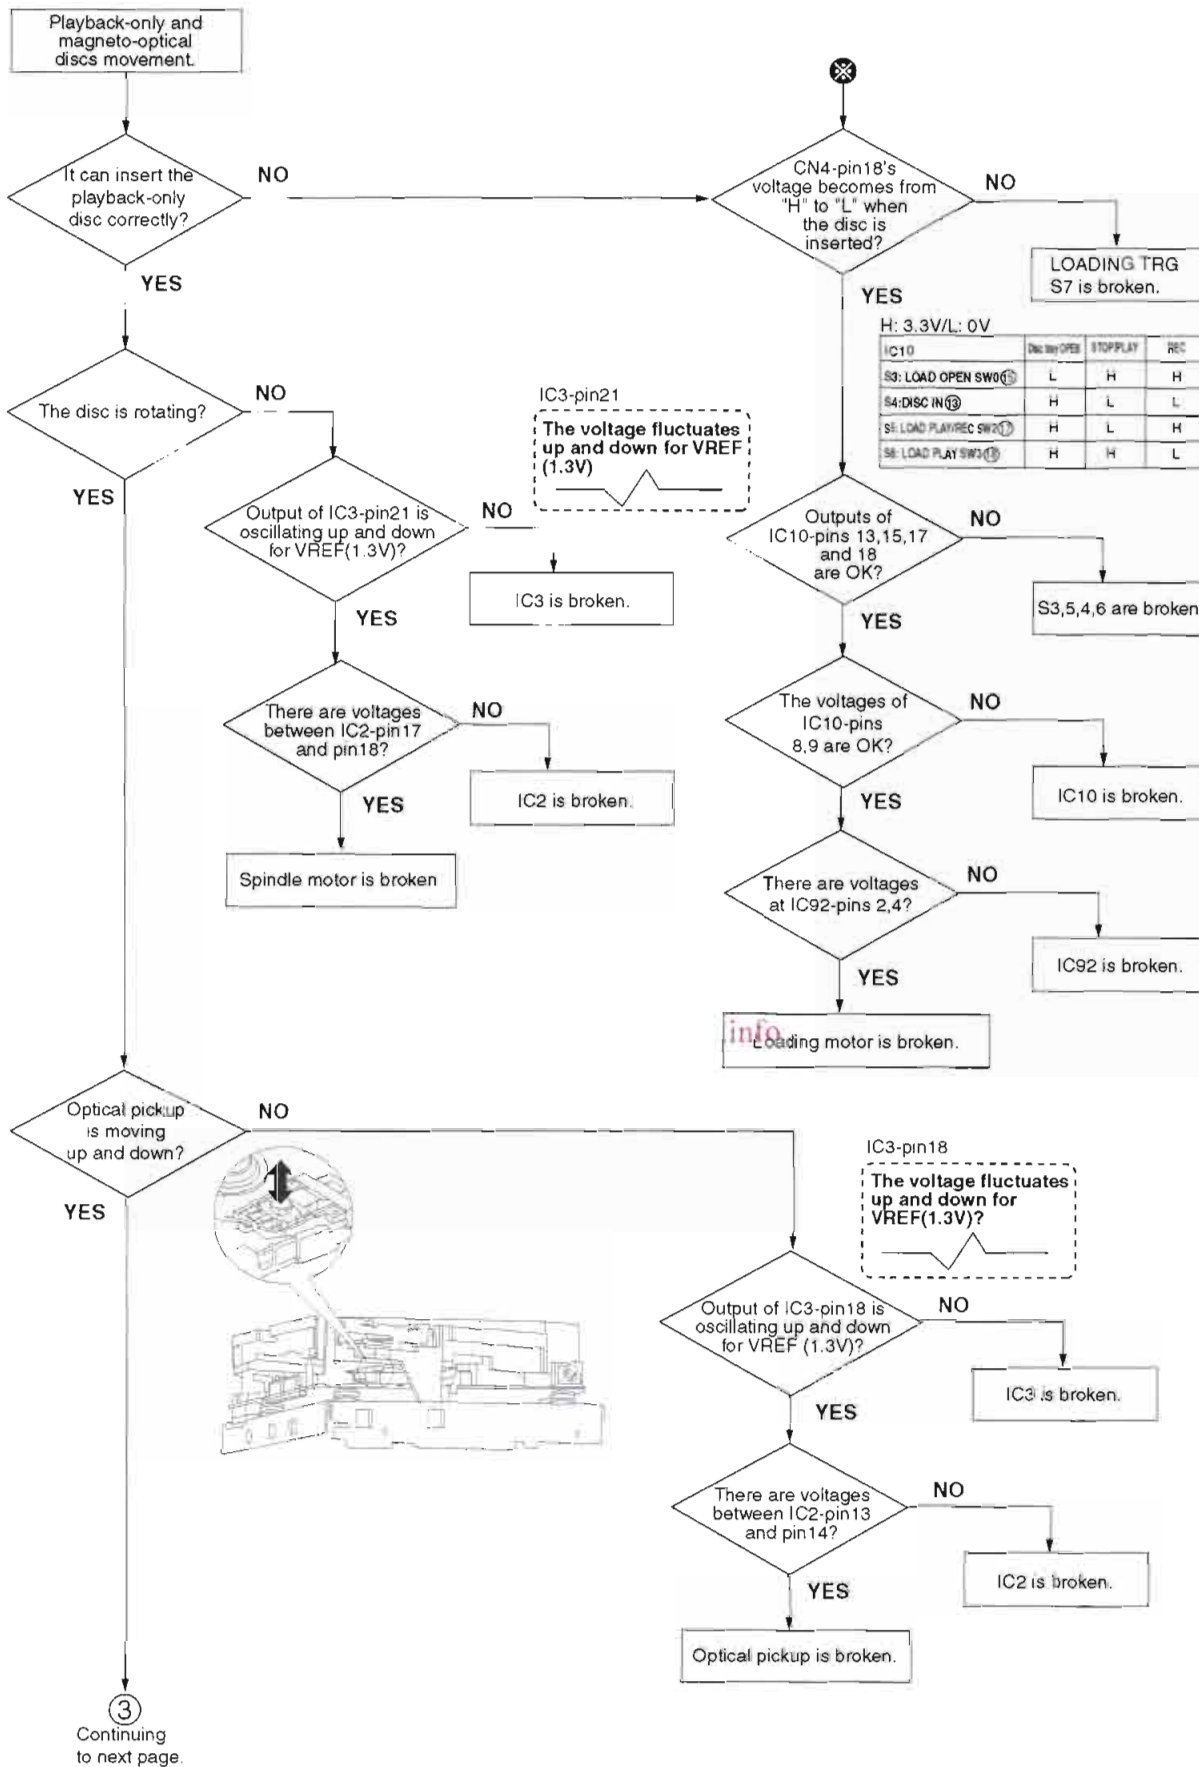 Playback-only and
magneto-optical
discs movement.
It can insert the
playback-only
disc correctly?
NO
YES
※
CN4-pin18's
voltage becomes from
"H" to "L" when
the disc is
inserted?
NO
LOADING TRG
S7 is broken.
YES
H: 3.3V/L: 0V
IC10 Disc tray OPEN STOP/PLAY REC
S3: LOAD OPEN SW0⑮ L H H
S4:DISC IN⑬ H L L
S5: LOAD PLAY/REC SW2⑰ H L H
S6: LOAD PLAY SW3⑱ H H L
The disc is rotating?
NO
YES
IC3-pin21
The voltage fluctuates
up and down for VREF
(1.3V)
Output of IC3-pin21 is
oscillating up and down
for VREF(1.3V)?
NO
IC3 is broken.
YES
There are voltages
between IC2-pin17
and pin18?
NO
IC2 is broken.
YES
Spindle motor is broken
Outputs of
IC10-pins 13,15,17
and 18
are OK?
NO
S3,5,4,6 are broken
YES
The voltages of
IC10-pins
8,9 are OK?
NO
IC10 is broken.
YES
There are voltages
at IC92-pins 2,4?
NO
IC92 is broken.
YES
info
Loading motor is broken.
Optical pickup
is moving
up and down?
NO
YES
IC3-pin18
The voltage fluctuates
up and down for
VREF(1.3V)?
Output of IC3-pin18 is
oscillating up and down
for VREF (1.3V)?
NO
IC3 is broken.
YES
There are voltages
between IC2-pin13
and pin14?
NO
IC2 is broken.
YES
Optical pickup is broken.
③
Continuing
to next page.